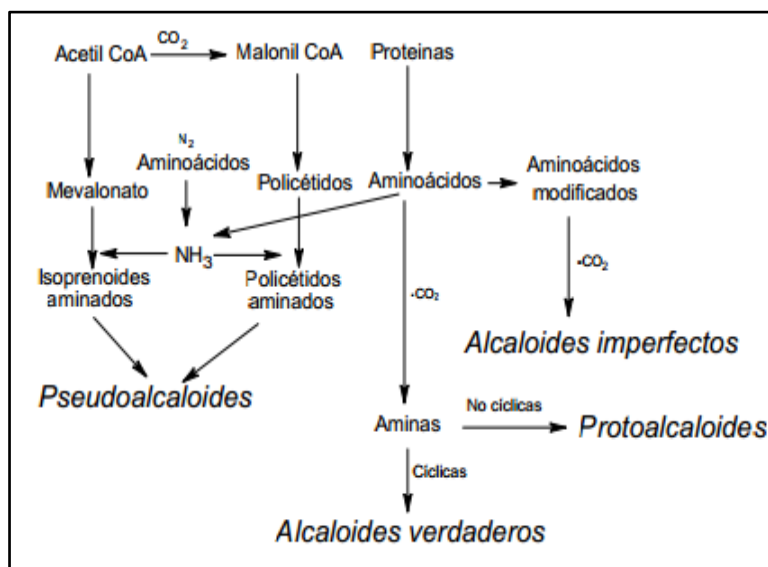 CO2
Acetil CoA
Malonil CoA
Proteinas
N2
Aminoácidos
Mevalonato
Policétidos
Aminoácidos
Aminoácidos
modificados
NH3
Isoprenoides
aminados
Policétidos
aminados
-CO2
-CO2
Alcaloides imperfectos
Pseudoalcaloides
Aminas
No cíclicas
Protoalcaloides
Cíclicas
Alcaloides verdaderos